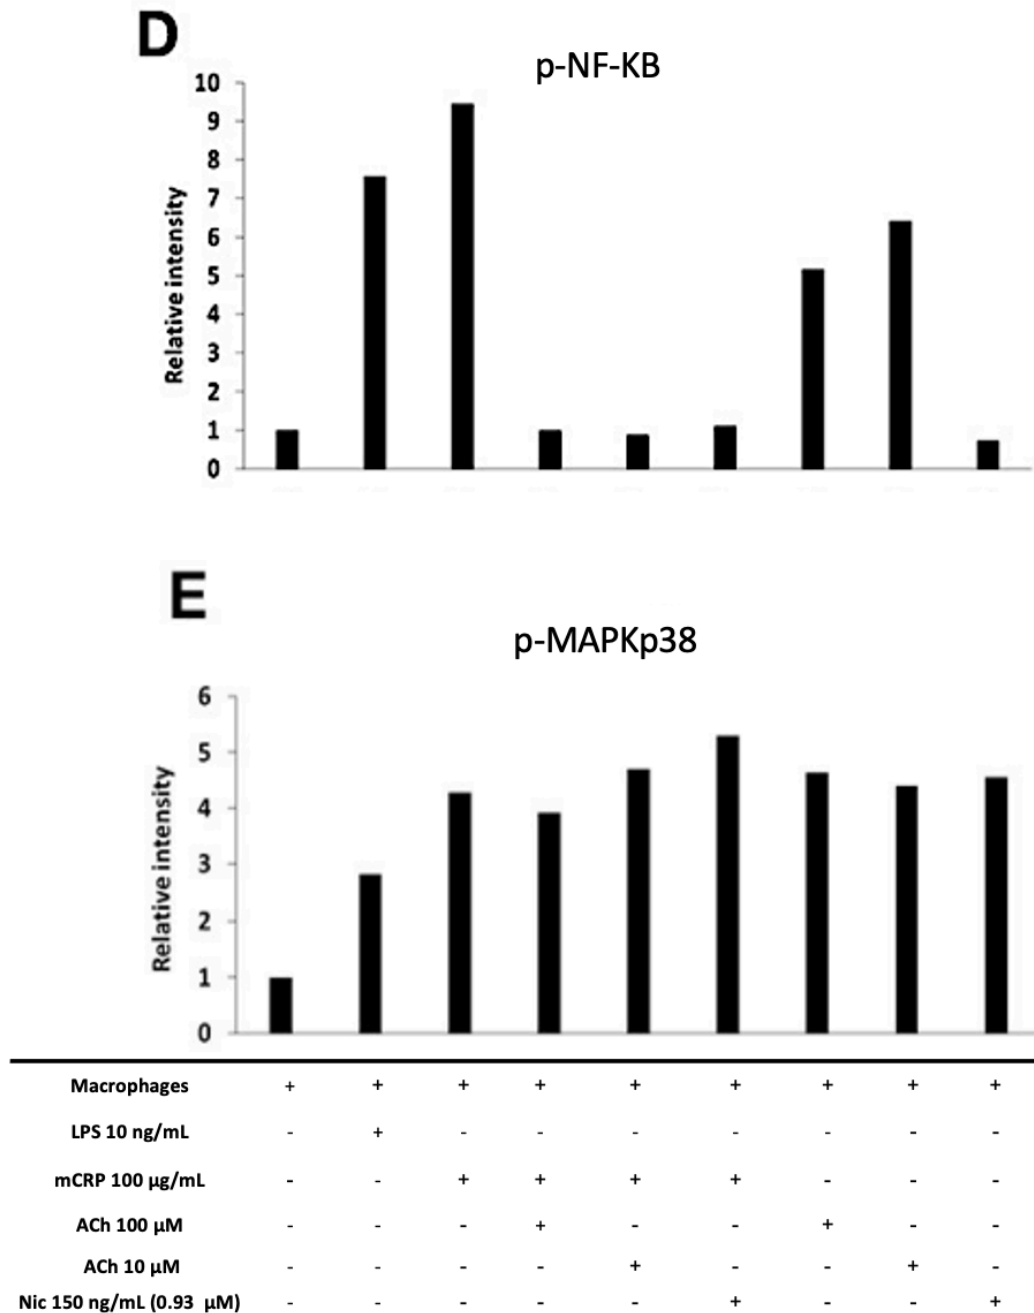 D
p-NF-KB
10
9
8
7
6
5
4
3
2
1
0
Relative intensity
E
p-MAPKp38
6
5
4
3
2
1
0
Relative intensity
Macrophages + + + + + + + + +
LPS 10 ng/mL - + - - - - - - -
mCRP 100 µg/mL - - + + + + - - -
ACh 100 µM - - - + - - + - -
ACh 10 µM - - - - + - - + -
Nic 150 ng/mL (0.93 µM) - - - - - + - - +